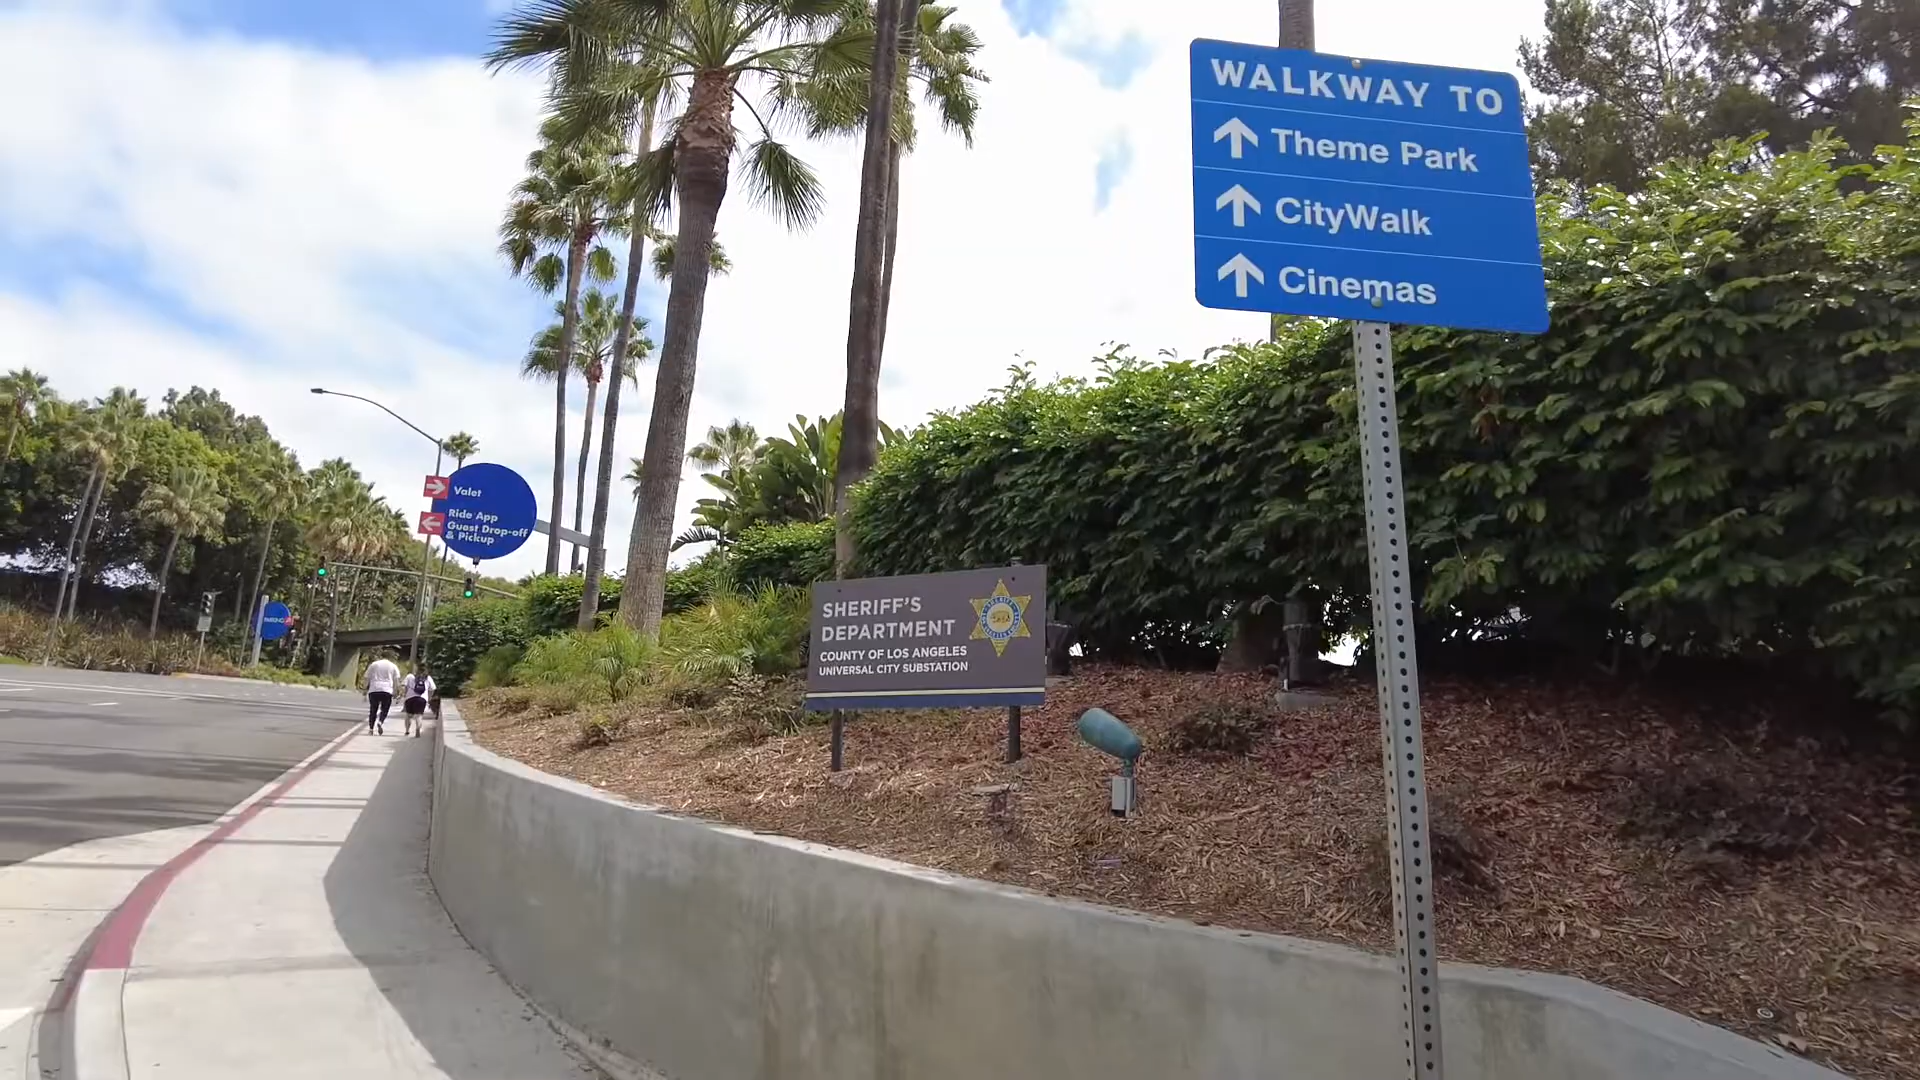 WALKWAY TO
Theme Park
CityWalk
Cinemas
Valet
Ride App
Guest Drop-off
& Pickup
PARKING
SHERIFF'S
DEPARTMENT
COUNTY OF LOS ANGELES
UNIVERSAL CITY SUBSTATION